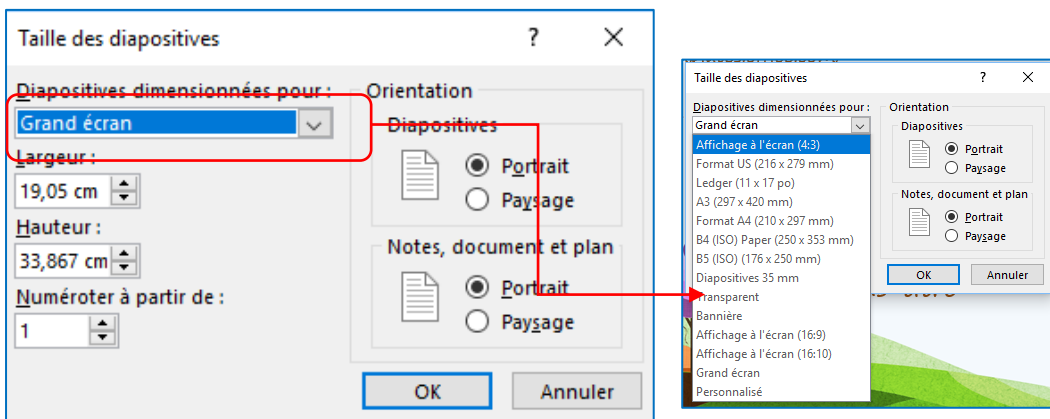 Taille des diapositives
Diapositives dimensionnées pour :
Grand écran
Largeur :
19,05 cm
Hauteur :
33,867 cm
Numéroter à partir de :
1
Orientation
Diapositives
Portrait
Paysage
Notes, document et plan
Portrait
Paysage
OK
Annuler
Taille des diapositives
Diapositives dimensionnées pour :
Grand écran
Affichage à l'écran (4:3)
Format US (216 x 279 mm)
Ledger (11 x 17 po)
A3 (297 x 420 mm)
Format A4 (210 x 297 mm)
B4 (ISO) Paper (250 x 353 mm)
B5 (ISO) (176 x 250 mm)
Diapositives 35 mm
Transparent
Bannière
Affichage à l'écran (16:9)
Affichage à l'écran (16:10)
Grand écran
Personnalisé
Orientation
Diapositives
Portrait
Paysage
Notes, document et plan
Portrait
Paysage
OK
Annuler